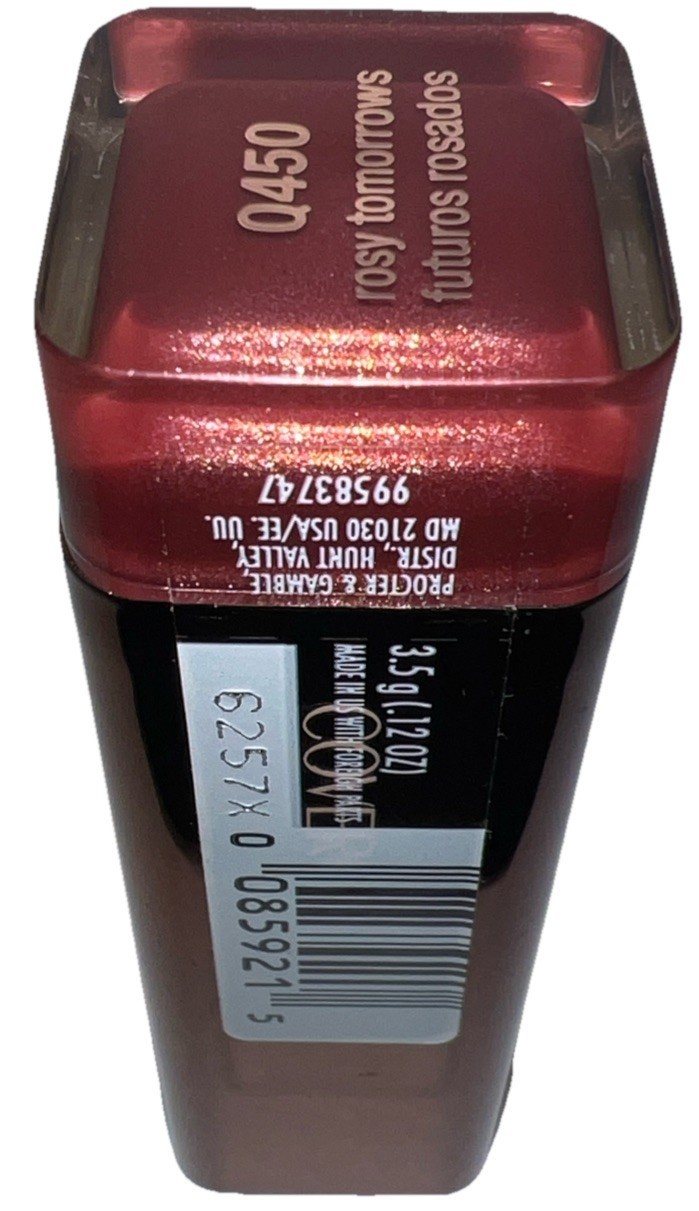 Q450
rosy tomorrows
futuros rosados
PROCTER & GAMBLE,
DISTR., HUNT VALLEY,
MD 21030 USA/EE. UU.
99583747
3.5 g (.12 OZ)
MADE IN US WITH FOREIGN PARTS
COVER
6257X
0 085921 5